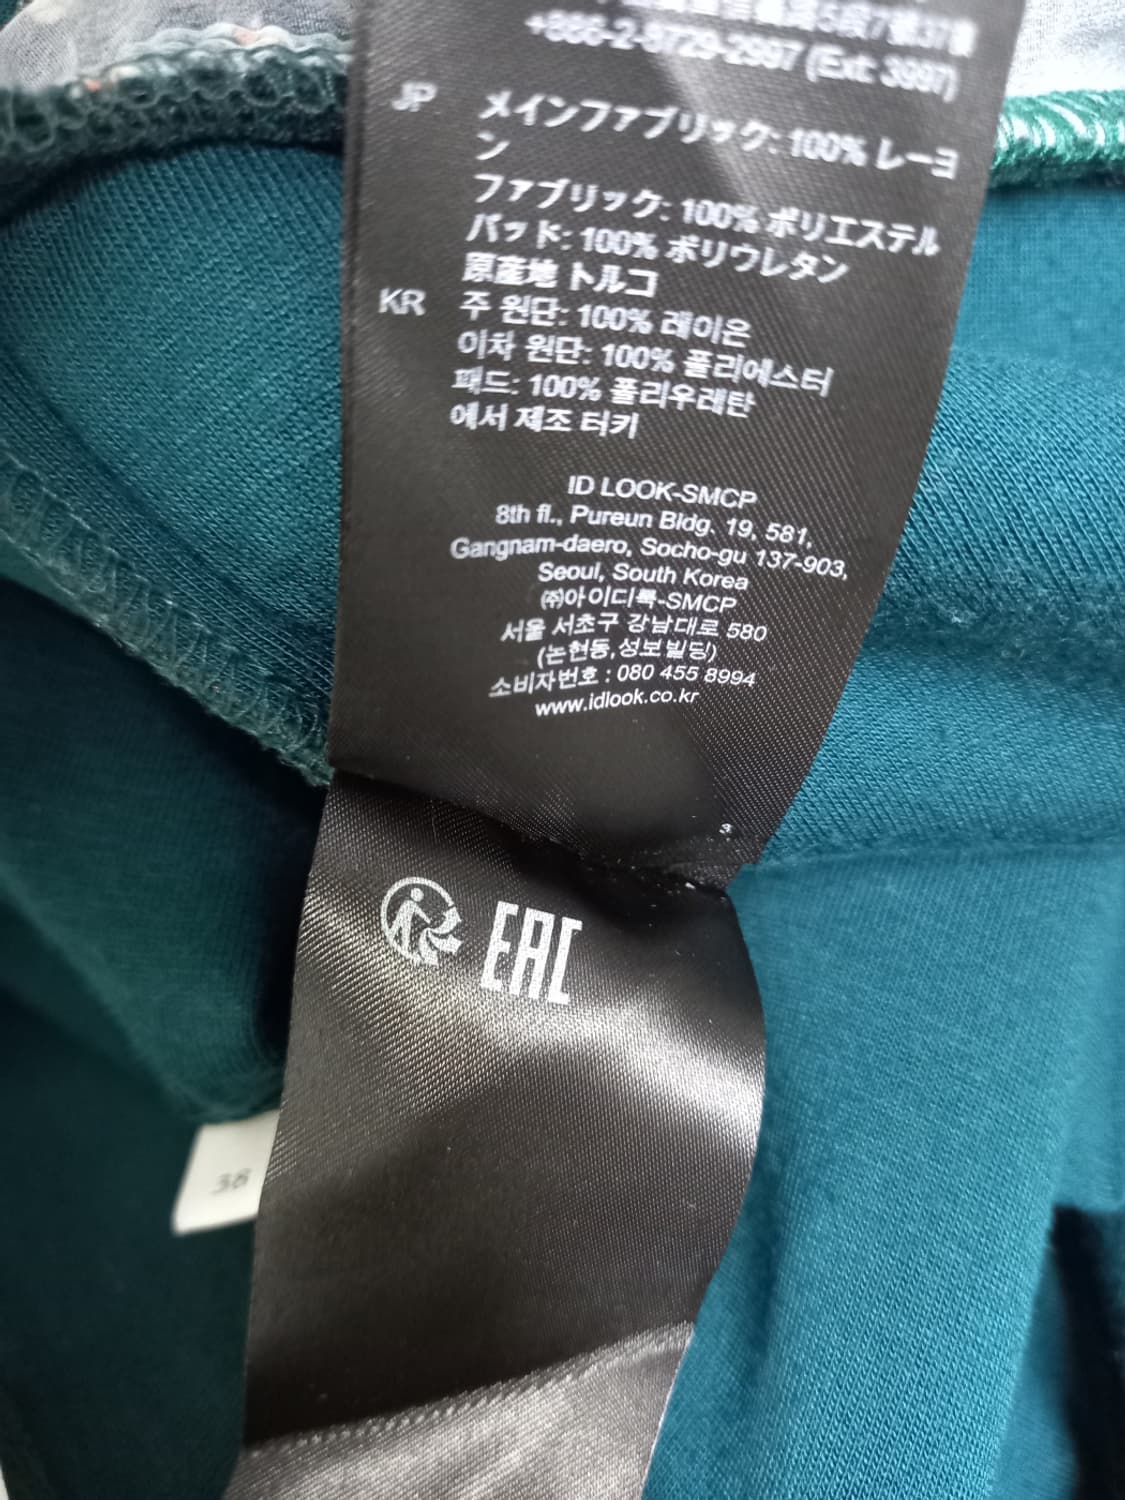 +886-2-8729-2997 (Ext: 3997)
JP メインファブリック: 100% レーヨ
ン
ファブリック: 100% ポリエステル
パッド: 100% ポリウレタン
原産地 トルコ
KR 주 원단: 100% 레이온
이차 원단: 100% 폴리에스터
패드: 100% 폴리우레탄
에서 제조 터키
ID LOOK-SMCP
8th fl., Pureun Bldg. 19, 581,
Gangnam-daero, Socho-gu 137-903,
Seoul, South Korea
㈜아이디룩-SMCP
서울 서초구 강남대로 580
(논현동,성보빌딩)
소비자번호 : 080 455 8994
www.idlook.co.kr
3
EAC
38